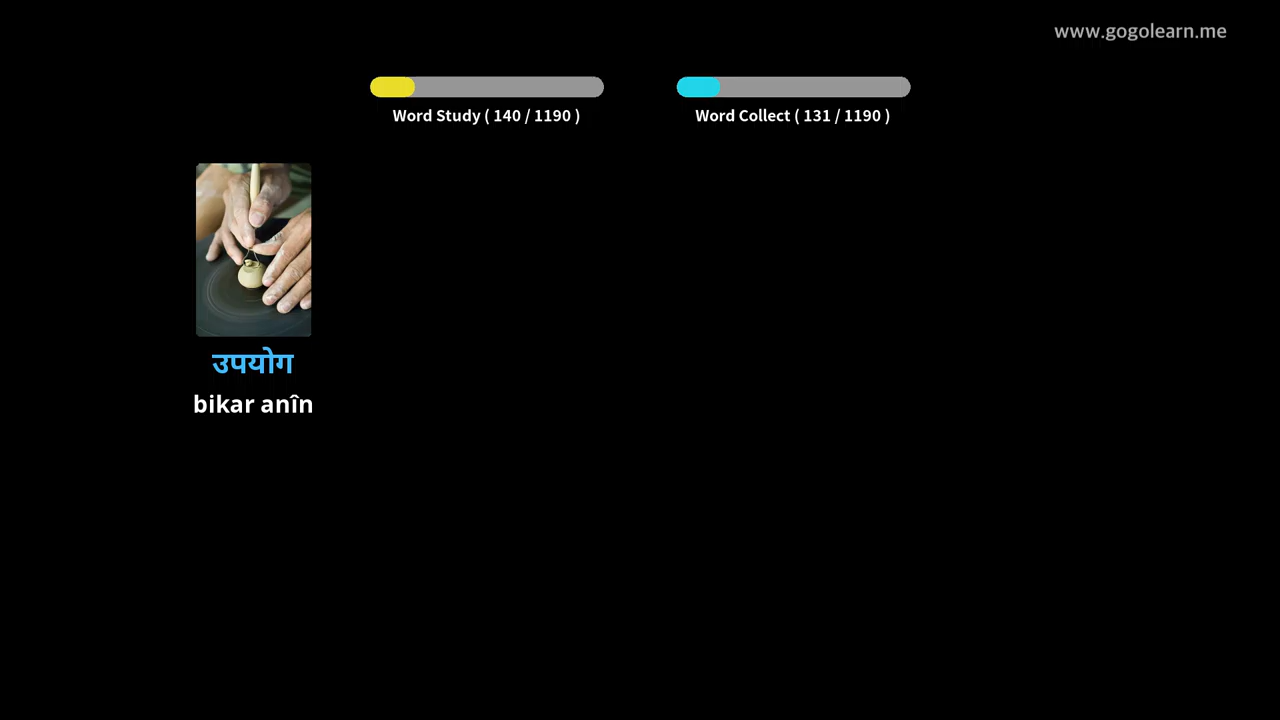 www.gogolearn.me
Word Study ( 140 / 1190 )
Word Collect ( 131 / 1190 )
उपयोग
bikar anîn